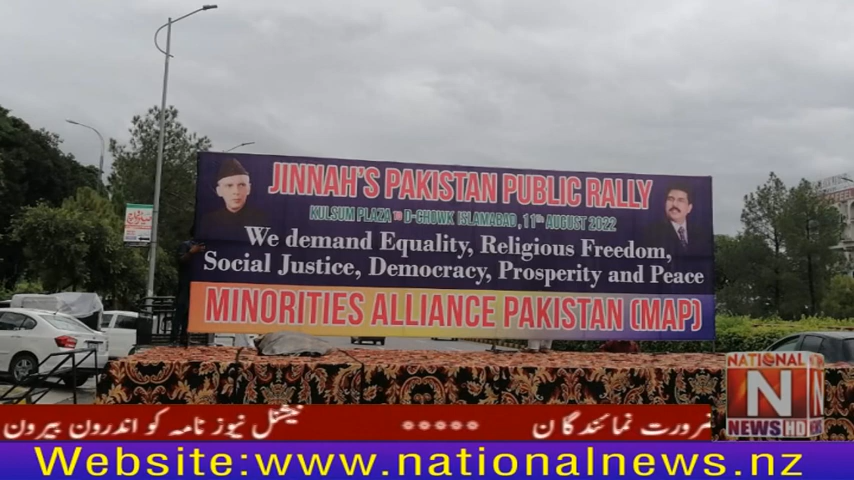 JINNAH'S PAKISTAN PUBLIC RALLY
KULSUM PLAZA TO D-CHOWK ISLAMABAD, 11th AUGUST 2022
We demand Equality, Religious Freedom,
Social Justice, Democracy, Prosperity and Peace
MINORITIES ALLIANCE PAKISTAN (MAP)
NATIONAL
N
NEWS HD
ضرورت نمائندگان ***** نیشنل نیوز نامہ کو اندرون بیرون
Website:www.nationalnews.nz